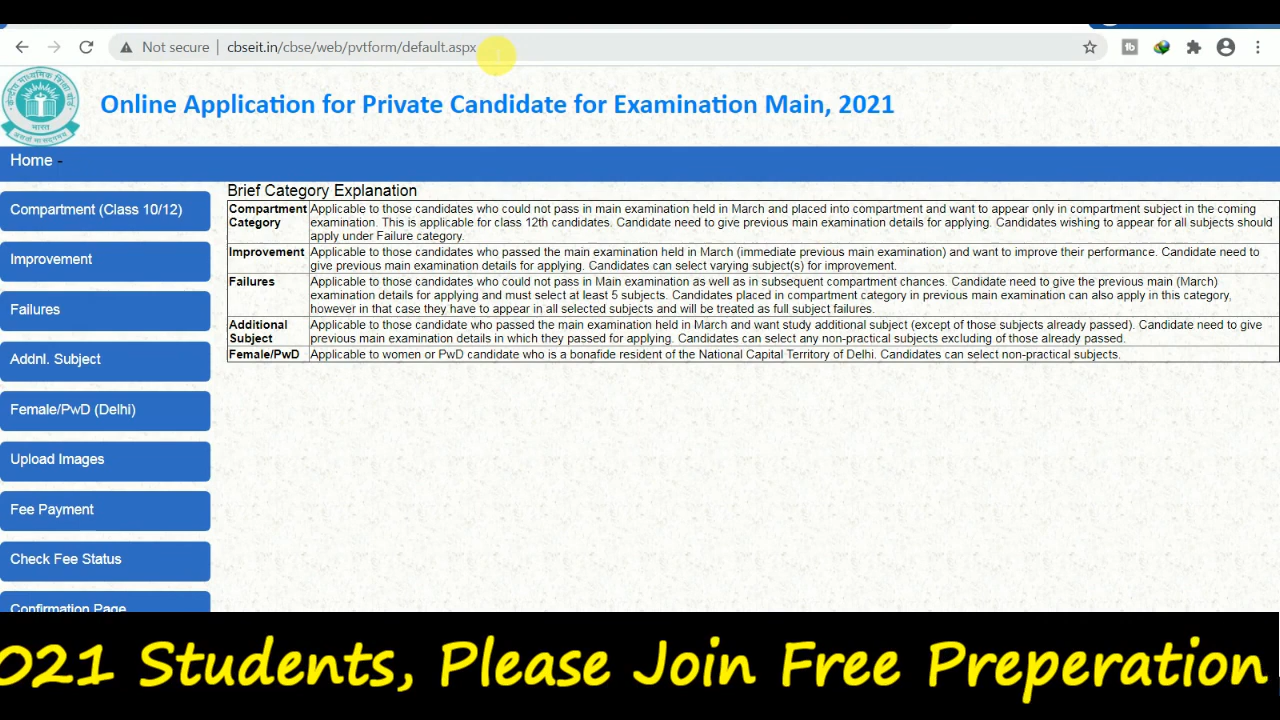 Not secure | cbseit.in/cbse/web/pvtform/default.aspx
Online Application for Private Candidate for Examination Main, 2021
Home -
Compartment (Class 10/12)
Improvement
Failures
Addnl. Subject
Female/PwD (Delhi)
Upload Images
Fee Payment
Check Fee Status
Confirmation Page
Brief Category Explanation
Compartment Category
Applicable to those candidates who could not pass in main examination held in March and placed into compartment and want to appear only in compartment subject in the coming
examination. This is applicable for class 12th candidates. Candidate need to give previous main examination details for applying. Candidates wishing to appear for all subjects should
apply under Failure category.
Improvement
Applicable to those candidates who passed the main examination held in March (immediate previous main examination) and want to improve their performance. Candidate need to
give previous main examination details for applying. Candidates can select varying subject(s) for improvement.
Failures
Applicable to those candidates who could not pass in Main examination as well as in subsequent compartment chances. Candidate need to give the previous main (March)
examination details for applying and must select at least 5 subjects. Candidates placed in compartment category in previous main examination can also apply in this category,
however in that case they have to appear in all selected subjects and will be treated as full subject failures.
Additional Subject
Applicable to those candidate who passed the main examination held in March and want study additional subject (except of those subjects already passed). Candidate need to give
previous main examination details in which they passed for applying. Candidates can select any non-practical subjects excluding of those already passed.
Female/PwD
Applicable to women or PwD candidate who is a bonafide resident of the National Capital Territory of Delhi. Candidates can select non-practical subjects.
021 Students, Please Join Free Preperation